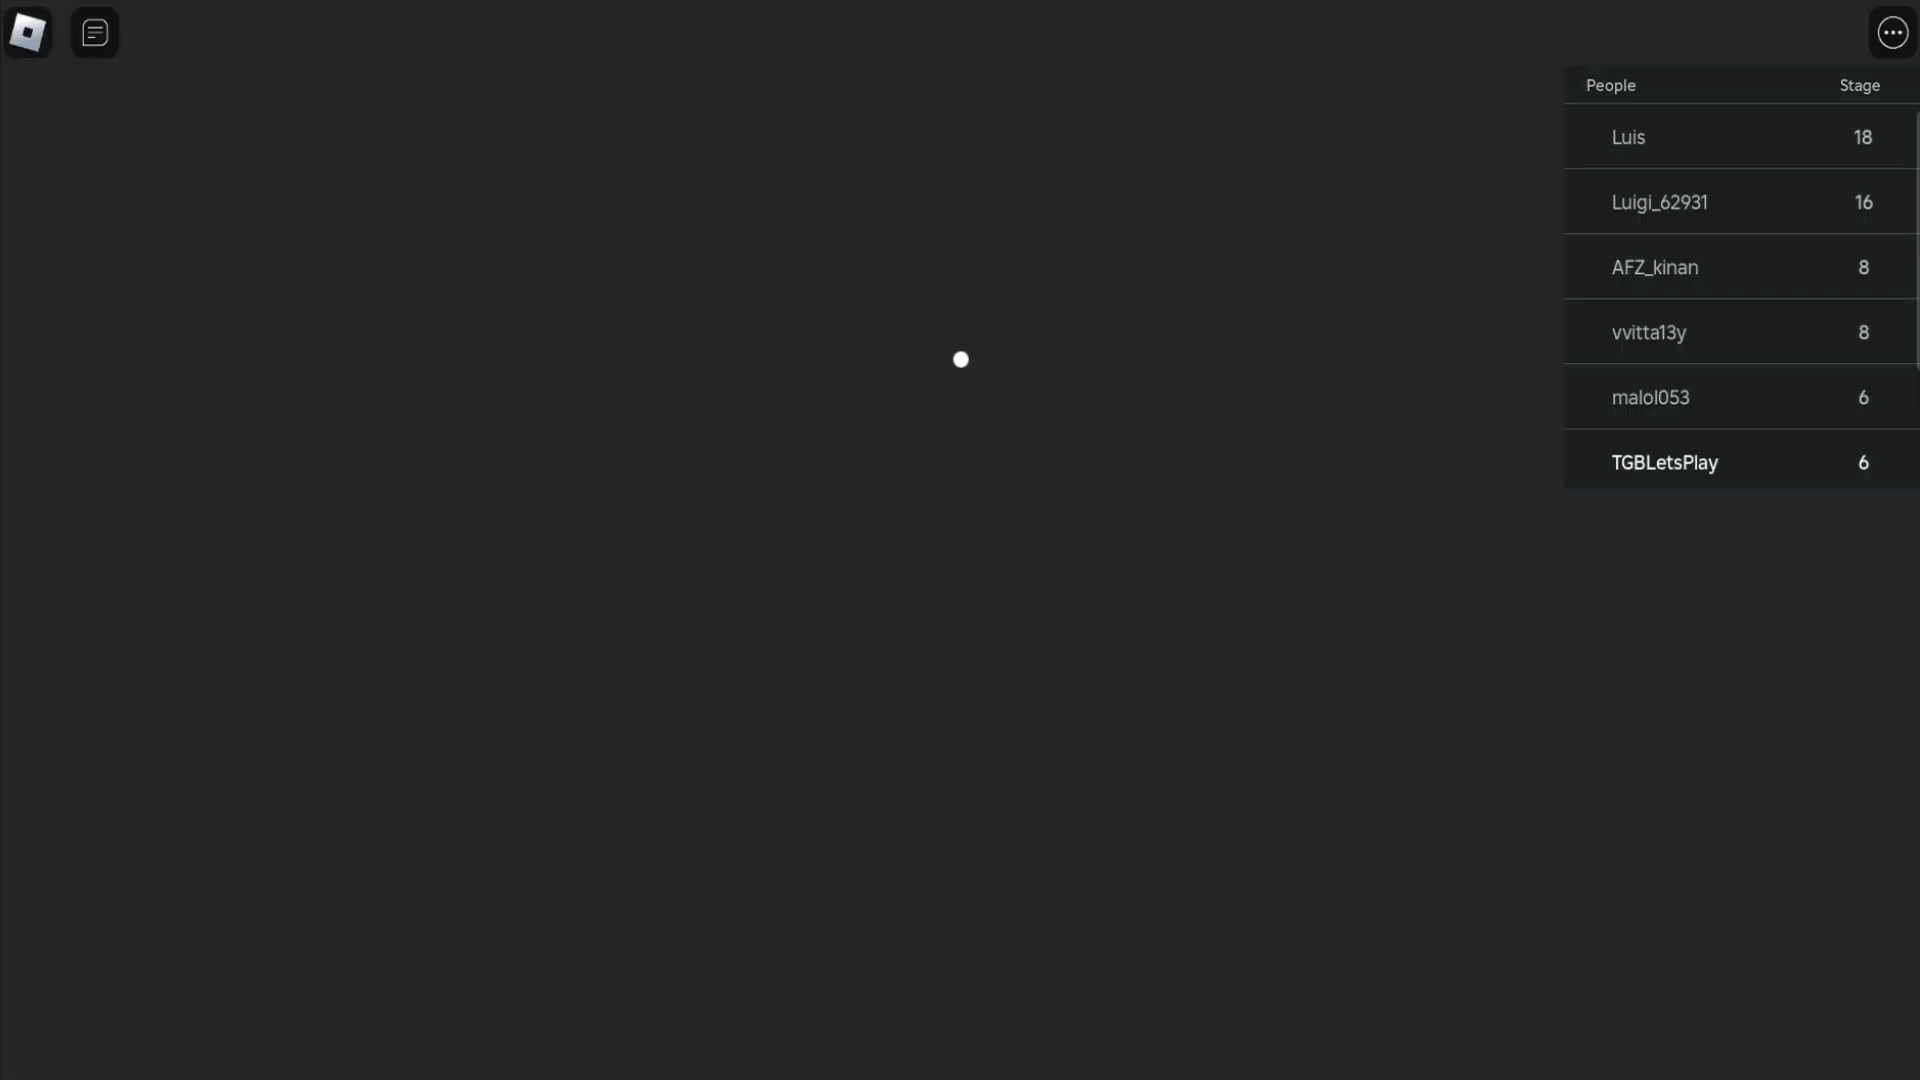 People Stage
Luis 18
Luigi_62931 16
AFZ_kinan 8
vvitta13y 8
malol053 6
TGBLetsPlay 6